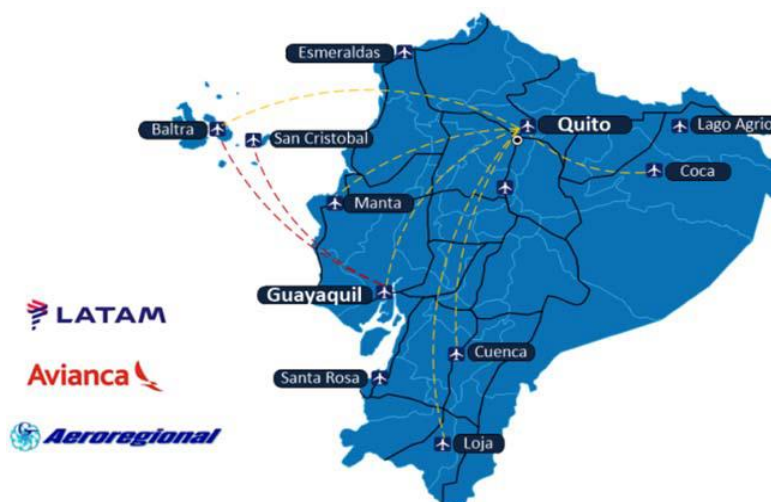 Esmeraldas
Baltra
San Cristobal
Quito
Lago Agrio
Coca
Manta
Guayaquil
LATAM
Avianca
Cuenca
Santa Rosa
Aeroregional
Loja